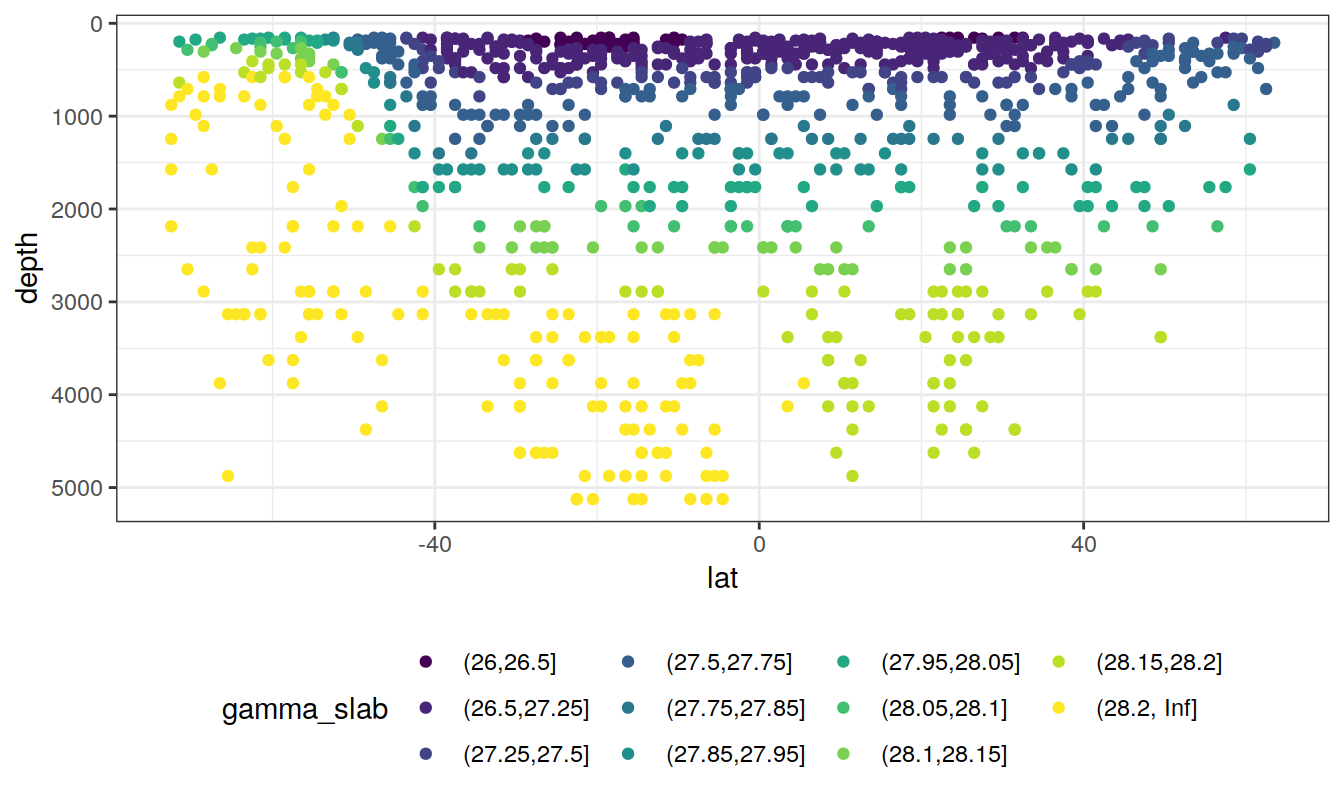 0
1000
2000
3000
4000
5000
depth
-40 0 40
lat
gamma_slab
(26,26.5] (27.5,27.75] (27.95,28.05] (28.15,28.2]
(26.5,27.25] (27.75,27.85] (28.05,28.1] (28.2, Inf]
(27.25,27.5] (27.85,27.95] (28.1,28.15]